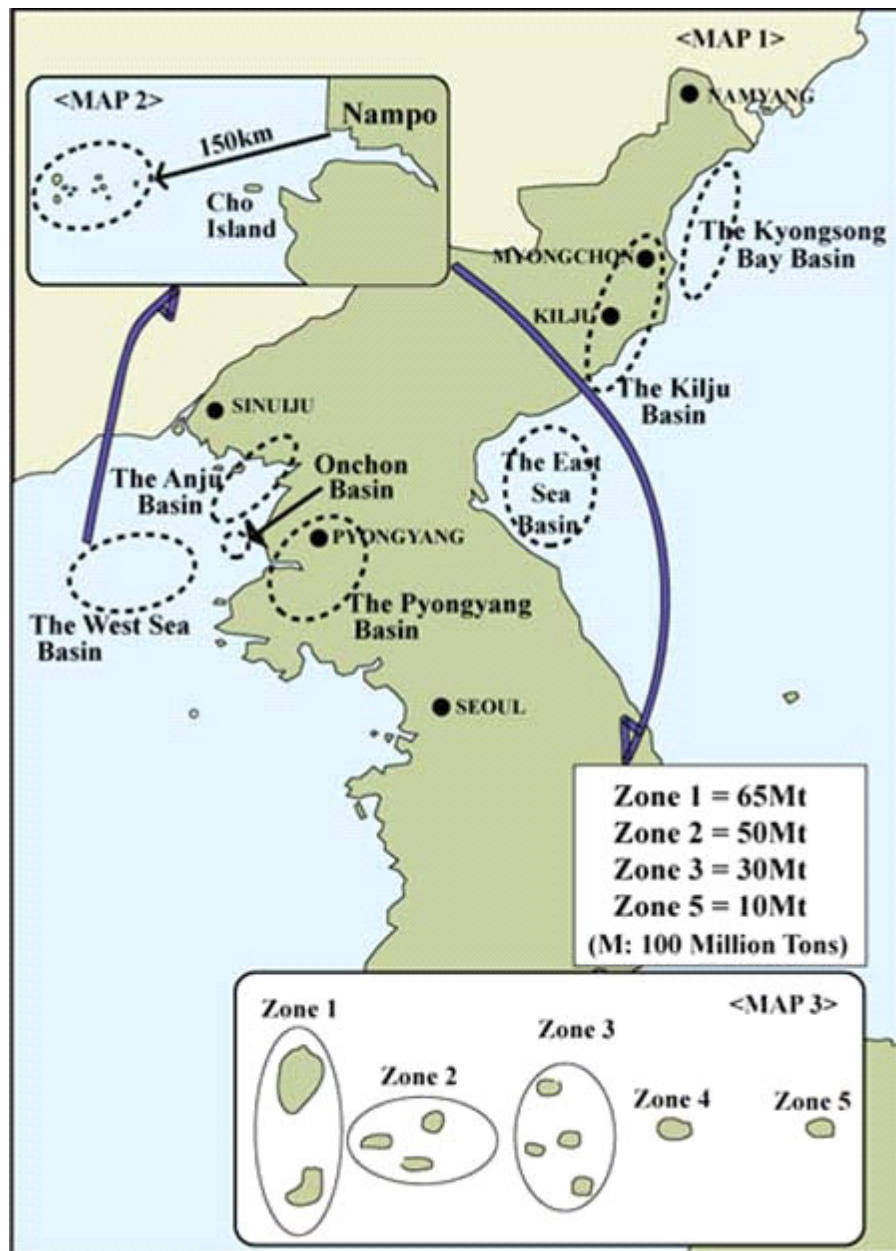 <MAP 1>
<MAP 2>
Nampo
150km
Cho
Island
NAMYANG
The Kyongsong
Bay Basin
MYONGCHON
KILJU
The Kilju
Basin
SINUIJU
The Anju
Basin
Onchon
Basin
The East
Sea
Basin
PYONGYANG
The West Sea
Basin
The Pyongyang
Basin
SEOUL
Zone 1 = 65Mt
Zone 2 = 50Mt
Zone 3 = 30Mt
Zone 5 = 10Mt
(M: 100 Million Tons)
<MAP 3>
Zone 1
Zone 2
Zone 3
Zone 4
Zone 5